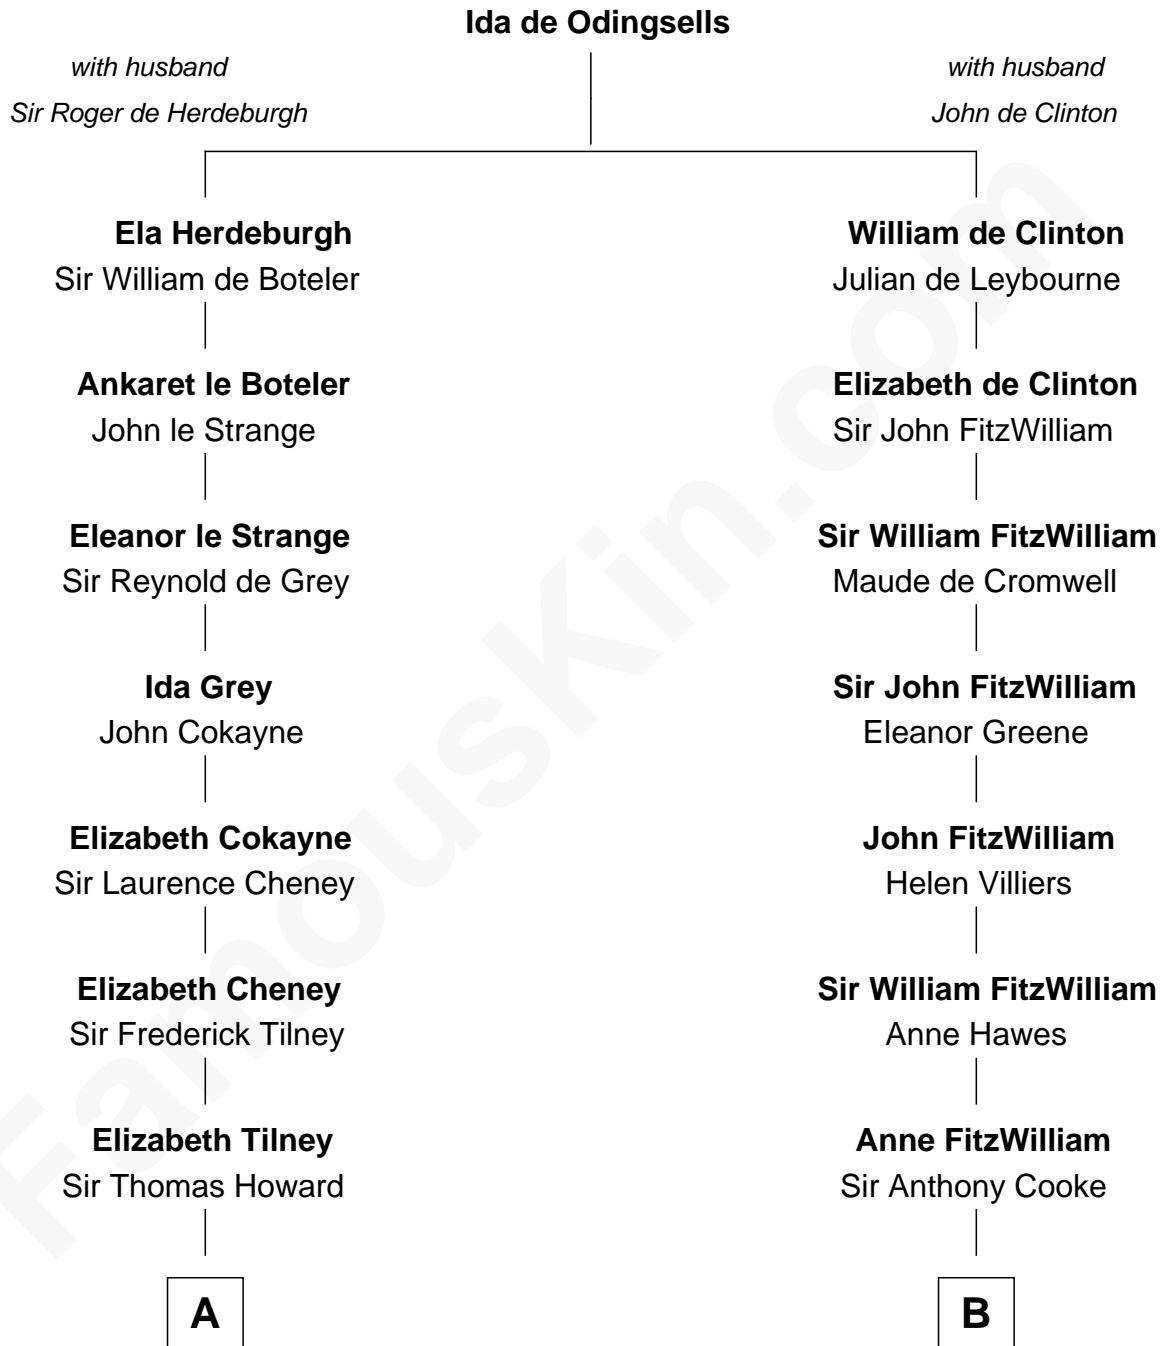 Ida de Odingsells
with husband
Sir Roger de Herdeburgh
with husband
John de Clinton
Ela Herdeburgh
Sir William de Boteler
William de Clinton
Julian de Leybourne
Ankaret le Boteler
John le Strange
Elizabeth de Clinton
Sir John FitzWilliam
Eleanor le Strange
Sir Reynold de Grey
Sir William FitzWilliam
Maude de Cromwell
Ida Grey
John Cokayne
Sir John FitzWilliam
Eleanor Greene
Elizabeth Cokayne
Sir Laurence Cheney
John FitzWilliam
Helen Villiers
Elizabeth Cheney
Sir Frederick Tilney
Sir William FitzWilliam
Anne Hawes
Elizabeth Tilney
Sir Thomas Howard
Anne FitzWilliam
Sir Anthony Cooke
A
B
FamousKin.com